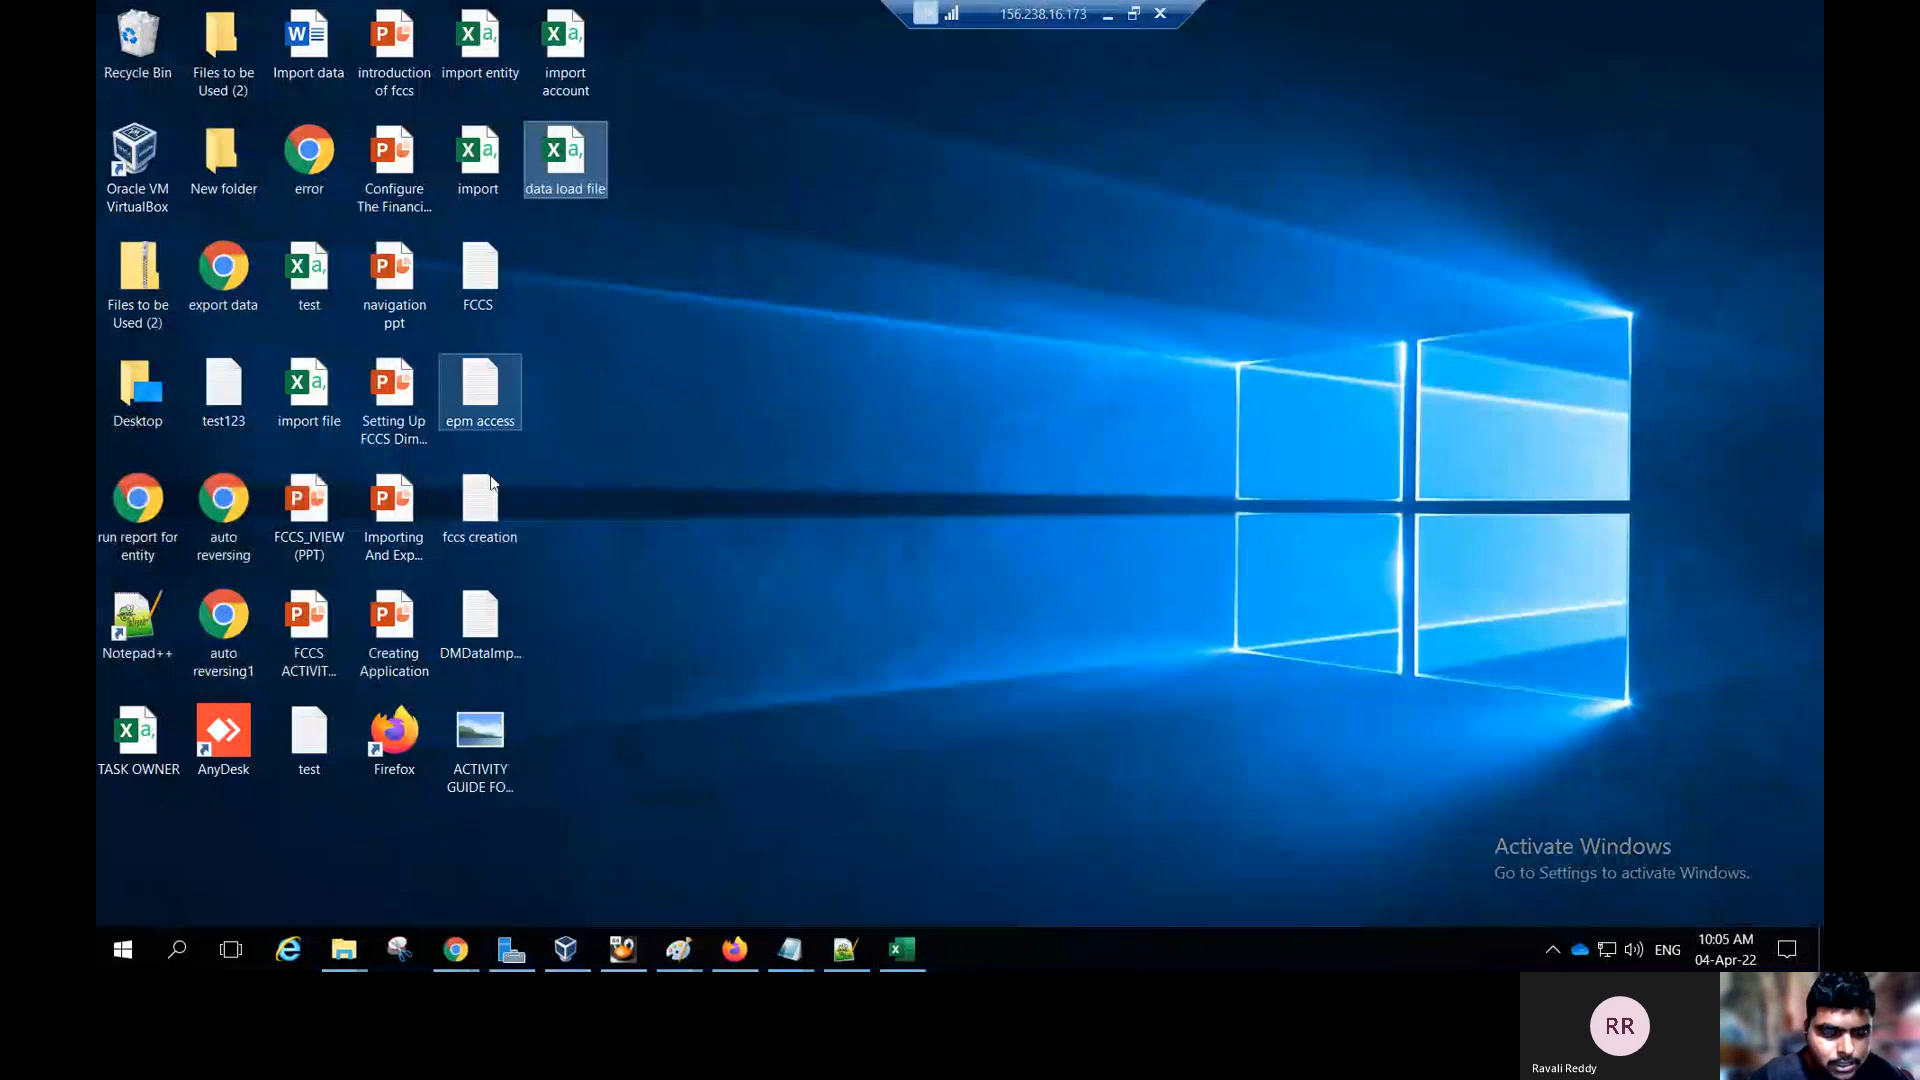 156.238.16.173
Recycle Bin
Files to be
Used (2)
Import data
introduction
of fccs
import entity
import
account
Oracle VM
VirtualBox
New folder
error
Configure
The Financi...
import
data load file
Files to be
Used (2)
export data
test
navigation
ppt
FCCS
Desktop
test123
import file
Setting Up
FCCS Dim...
epm access
run report for
entity
auto
reversing
FCCS_IVIEW
(PPT)
Importing
And Exp...
fccs creation
Notepad++
auto
reversing1
FCCS
ACTIVIT...
Creating
Application
DMDataImp...
TASK OWNER
AnyDesk
test
Firefox
ACTIVITY
GUIDE FO...
Activate Windows
Go to Settings to activate Windows.
ENG
10:05 AM
04-Apr-22
RR
Ravali Reddy